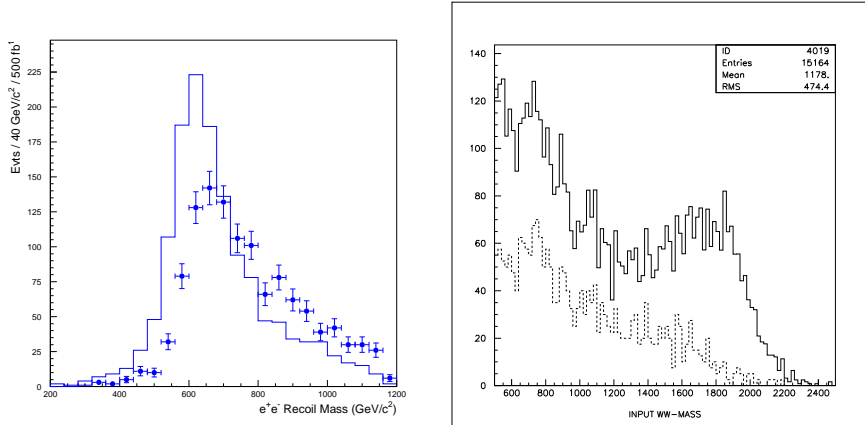 Evts / 40 GeV/c² / 500 fb¹
225
200
175
150
125
100
75
50
25
0
200 400 600 800 1000 1200
e⁺e⁻ Recoil Mass (GeV/c²)
ID 4019
Entries 15164
Mean 1178.
RMS 474.4
140
120
100
80
60
40
20
0
600 800 1000 1200 1400 1600 1800 2000 2200 2400
INPUT WW-MASS